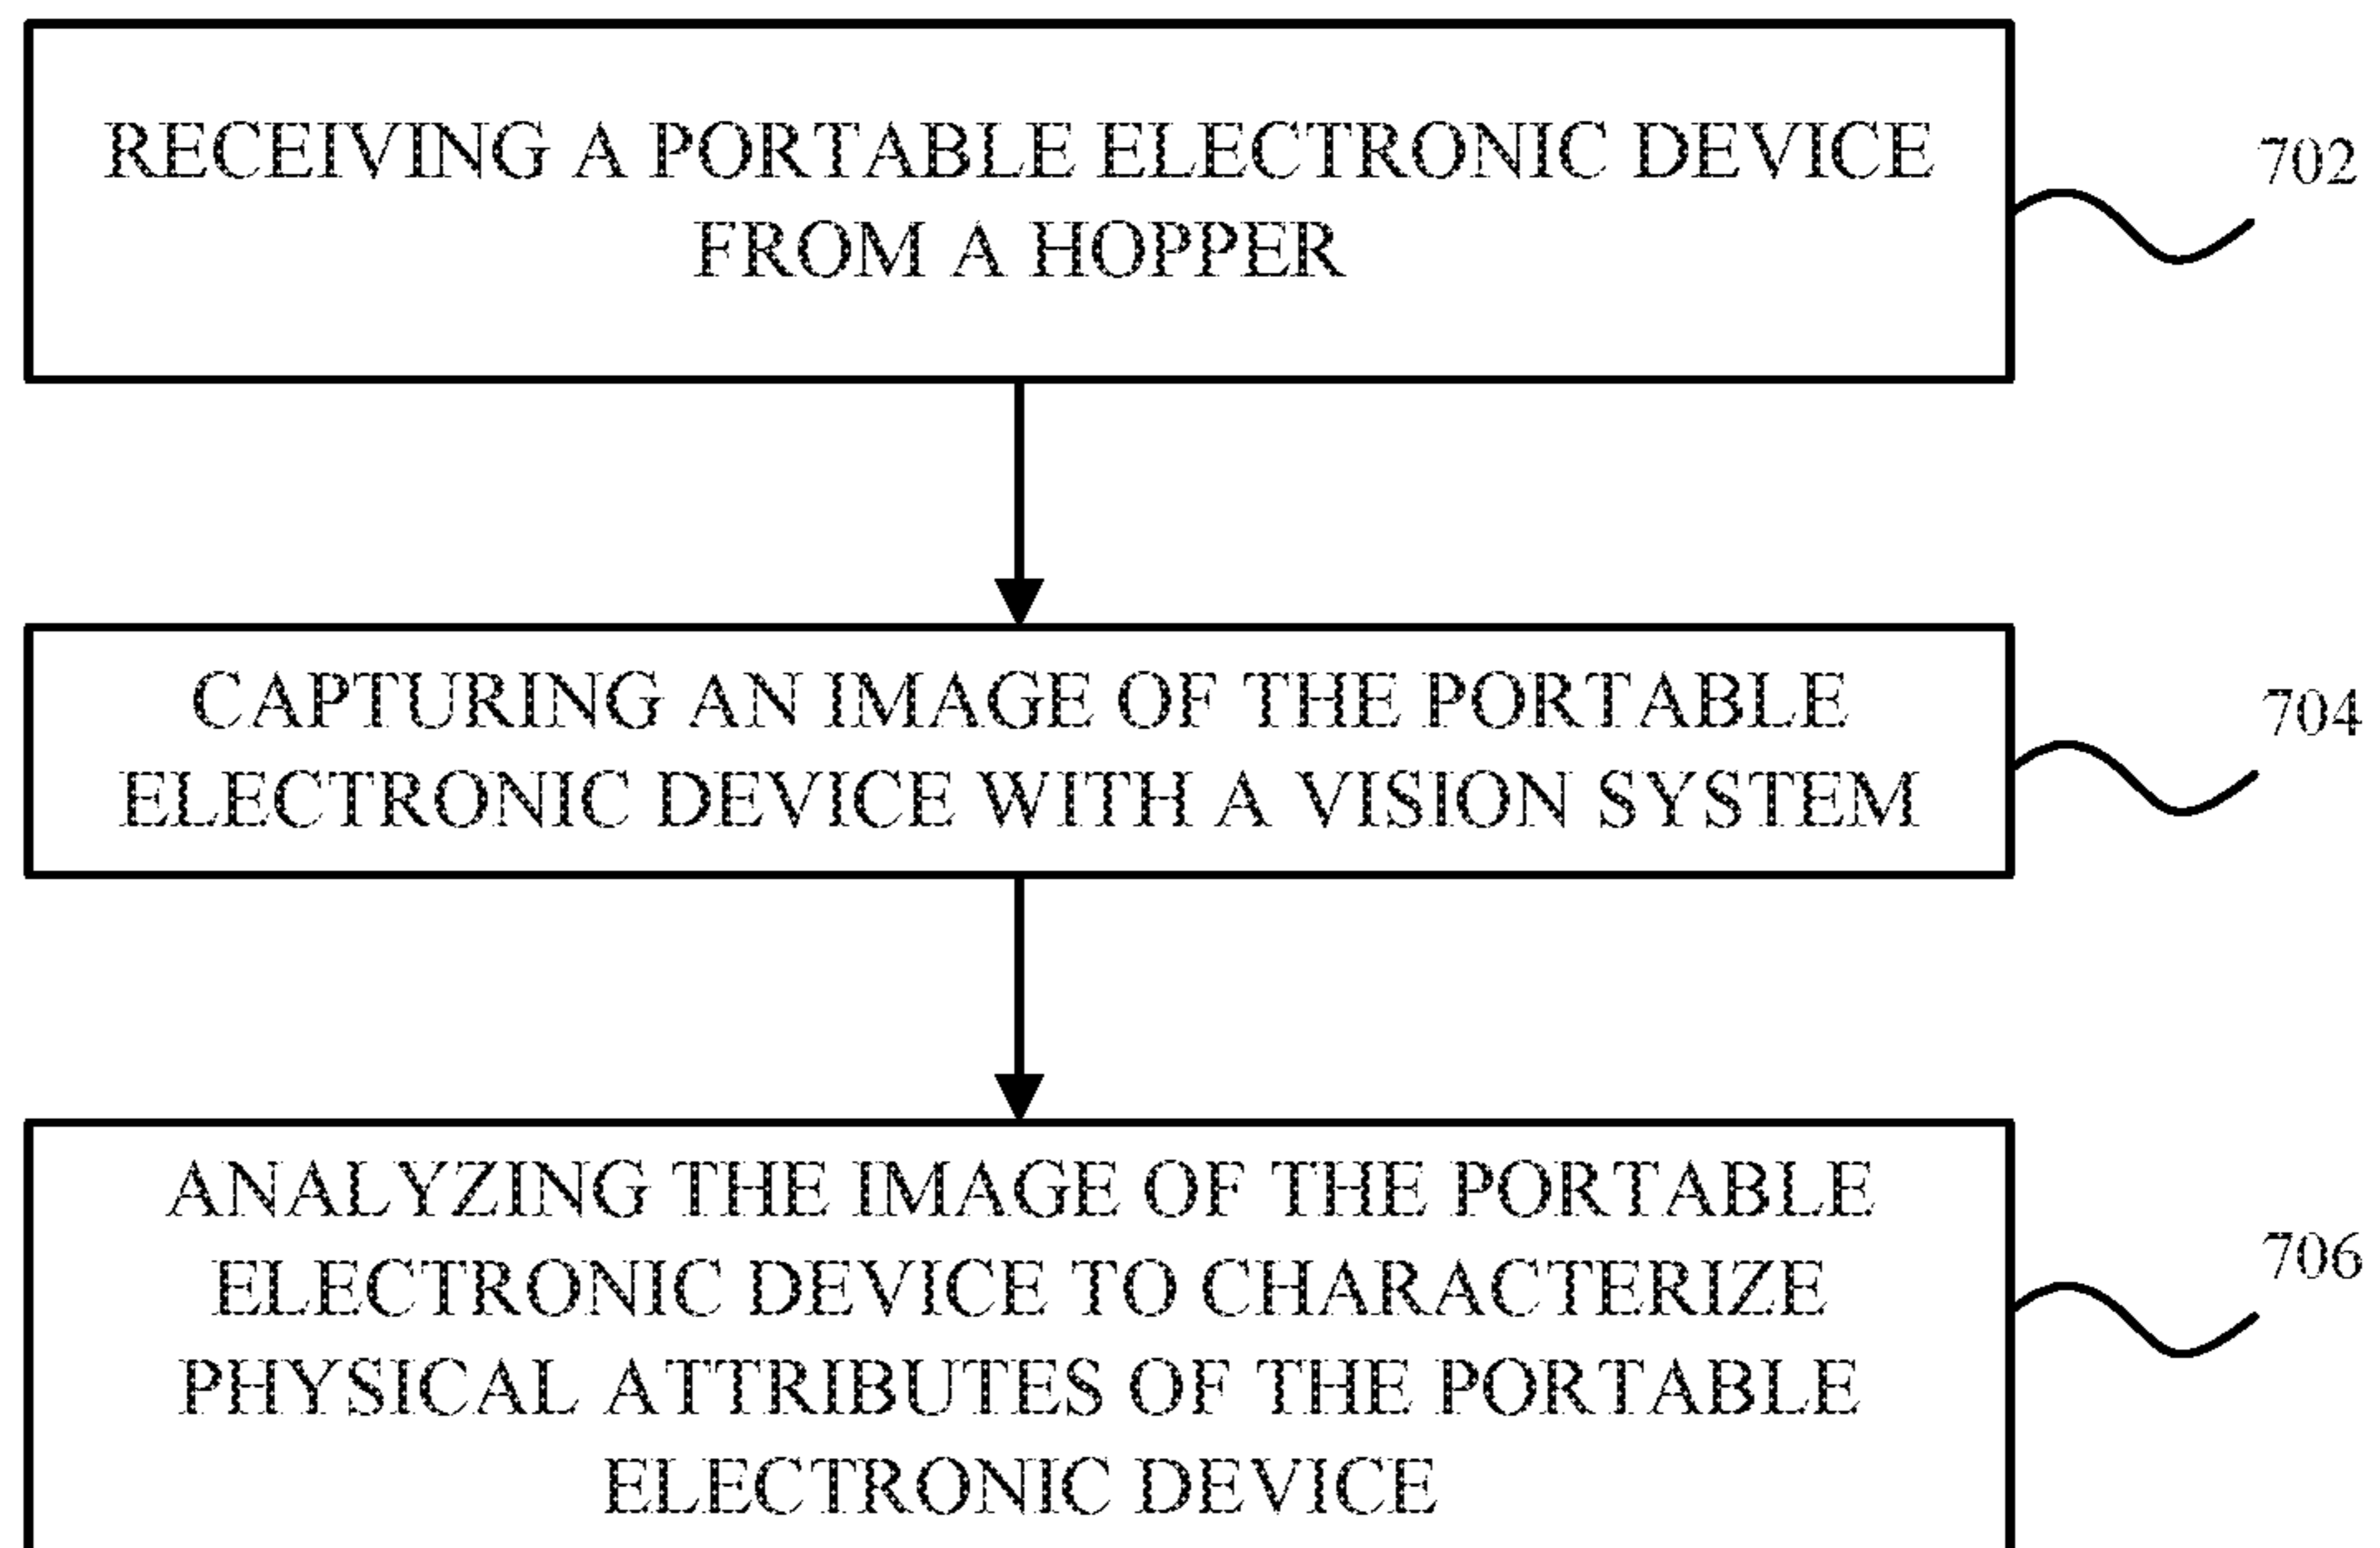 RECEIVING A PORTABLE ELECTRONIC DEVICE
FROM A HOPPER
702
CAPTURING AN IMAGE OF THE PORTABLE
ELECTRONIC DEVICE WITH A VISION SYSTEM
704
ANALYZING THE IMAGE OF THE PORTABLE
ELECTRONIC DEVICE TO CHARACTERIZE
PHYSICAL ATTRIBUTES OF THE PORTABLE
ELECTRONIC DEVICE
706